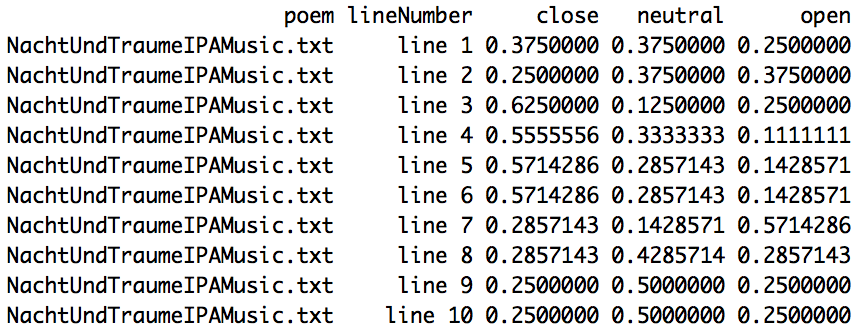 poem lineNumber close neutral open
NachtUndTraumeIPAMusic.txt line 1 0.3750000 0.3750000 0.2500000
NachtUndTraumeIPAMusic.txt line 2 0.2500000 0.3750000 0.3750000
NachtUndTraumeIPAMusic.txt line 3 0.6250000 0.1250000 0.2500000
NachtUndTraumeIPAMusic.txt line 4 0.5555556 0.3333333 0.1111111
NachtUndTraumeIPAMusic.txt line 5 0.5714286 0.2857143 0.1428571
NachtUndTraumeIPAMusic.txt line 6 0.5714286 0.2857143 0.1428571
NachtUndTraumeIPAMusic.txt line 7 0.2857143 0.1428571 0.5714286
NachtUndTraumeIPAMusic.txt line 8 0.2857143 0.4285714 0.2857143
NachtUndTraumeIPAMusic.txt line 9 0.2500000 0.5000000 0.2500000
NachtUndTraumeIPAMusic.txt line 10 0.2500000 0.5000000 0.2500000